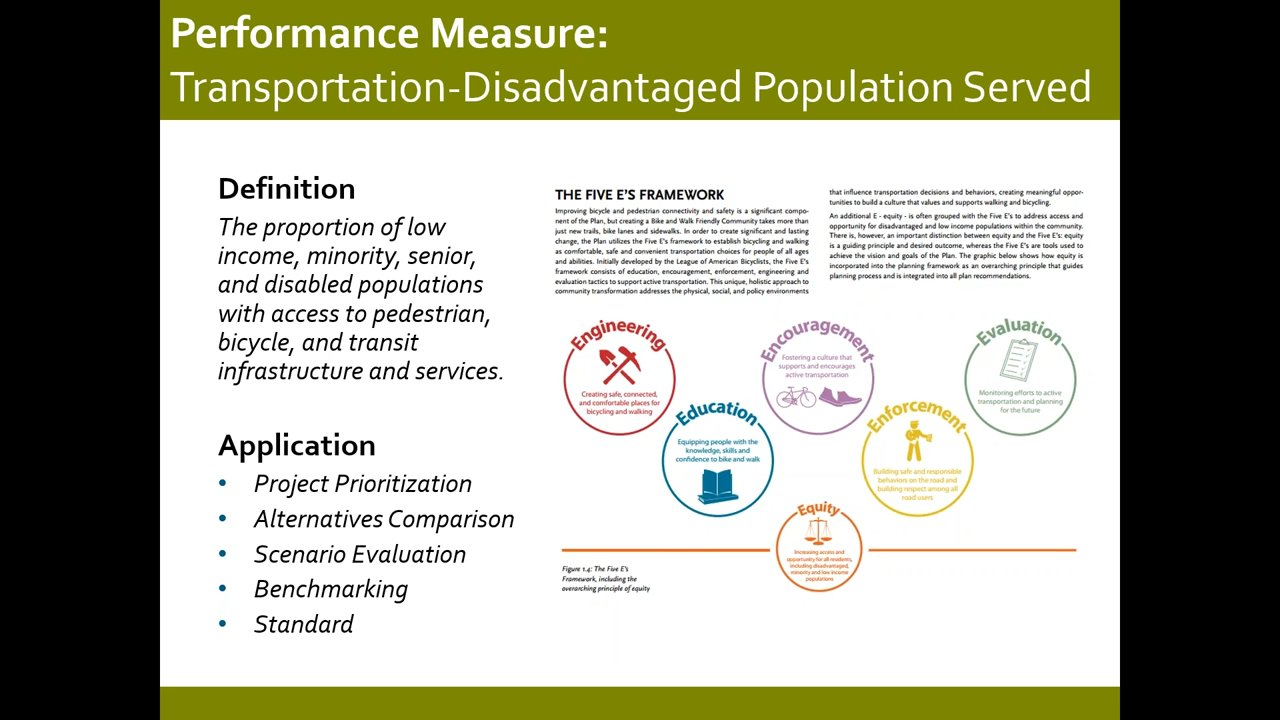 Performance Measure:
Transportation-Disadvantaged Population Served
Definition
The proportion of low
income, minority, senior,
and disabled populations
with access to pedestrian,
bicycle, and transit
infrastructure and services.
Application
• Project Prioritization
• Alternatives Comparison
• Scenario Evaluation
• Benchmarking
• Standard
THE FIVE E'S FRAMEWORK
Improving bicycle and pedestrian connectivity and safety is a significant compo-
nent of the Plan, but creating a Bike and Walk Friendly Community takes more than
just new trails, bike lanes and sidewalks. In order to create significant and lasting
change, the Plan utilizes the Five E's framework to establish bicycling and walking
as comfortable, safe and convenient transportation choices for people of all ages
and abilities. Initially developed by the League of American Bicyclists, the Five E's
framework consists of education, encouragement, enforcement, engineering and
evaluation tactics to support active transportation. This unique, holistic approach to
community transformation addresses the physical, social, and policy environments
that influence transportation decisions and behaviors, creating meaningful oppor-
tunities to build a culture that values and supports walking and bicycling.
An additional E - equity - is often grouped with the Five E's to address access and
opportunity for disadvantaged and low income populations within the community.
There is, however, an important distinction between equity and the Five E's: equity
is a guiding principle and desired outcome, whereas the Five E's are tools used to
achieve the vision and goals of the Plan. The graphic below shows how equity is
incorporated into the planning framework as an overarching principle that guides
planning process and is integrated into all plan recommendations.
Engineering
Creating safe, connected,
and comfortable places for
bicycling and walking
Education
Equipping people with the
knowledge, skills and
confidence to bike and walk
Encouragement
Fostering a culture that
supports and encourages
active transportation
Enforcement
Building safe and responsible
behaviors on the road and
building respect among all
road users
Evaluation
Monitoring efforts to active
transportation and planning
for the future
Equity
Increasing access and
opportunity for all residents,
including disadvantaged,
minority and low income
populations
Figure 1.4: The Five E's
Framework, including the
overarching principle of equity